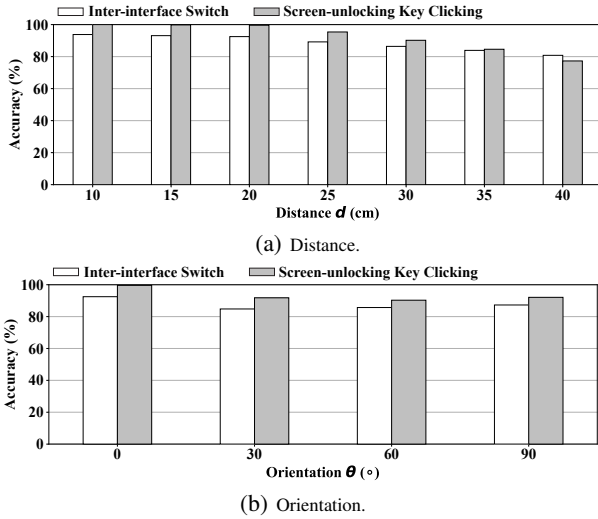 Inter-interface Switch Screen-unlocking Key Clicking
Accuracy (%)
100
80
60
40
20
0
10 15 20 25 30 35 40
Distance d (cm)
(a) Distance.
Inter-interface Switch Screen-unlocking Key Clicking
Accuracy (%)
100
80
60
40
20
0
0 30 60 90
Orientation θ (∘)
(b) Orientation.